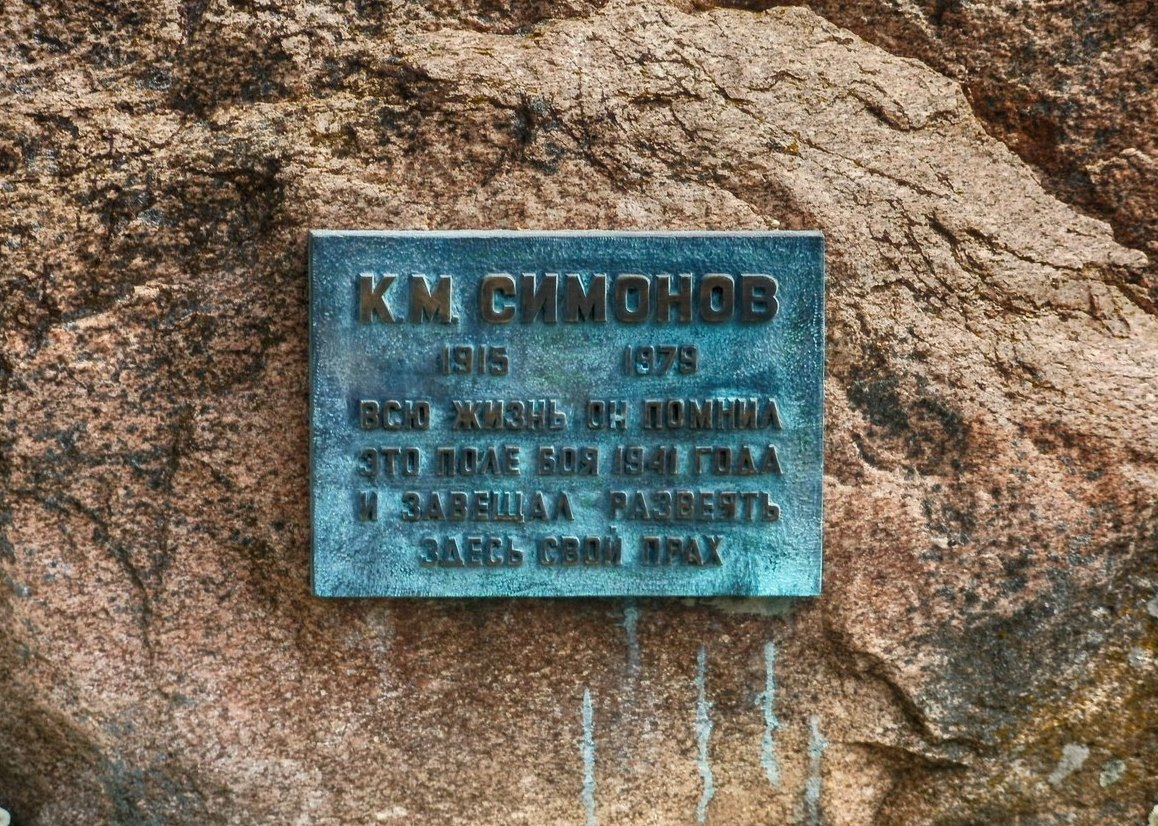 К.М. СИМОНОВ
1915 1979
ВСЮ ЖИЗНЬ ОН ПОМНИЛ
ЭТО ПОЛЕ БОЯ 1941 ГОДА
И ЗАВЕЩАЛ РАЗВЕЯТЬ
ЗДЕСЬ СВОЙ ПРАХ